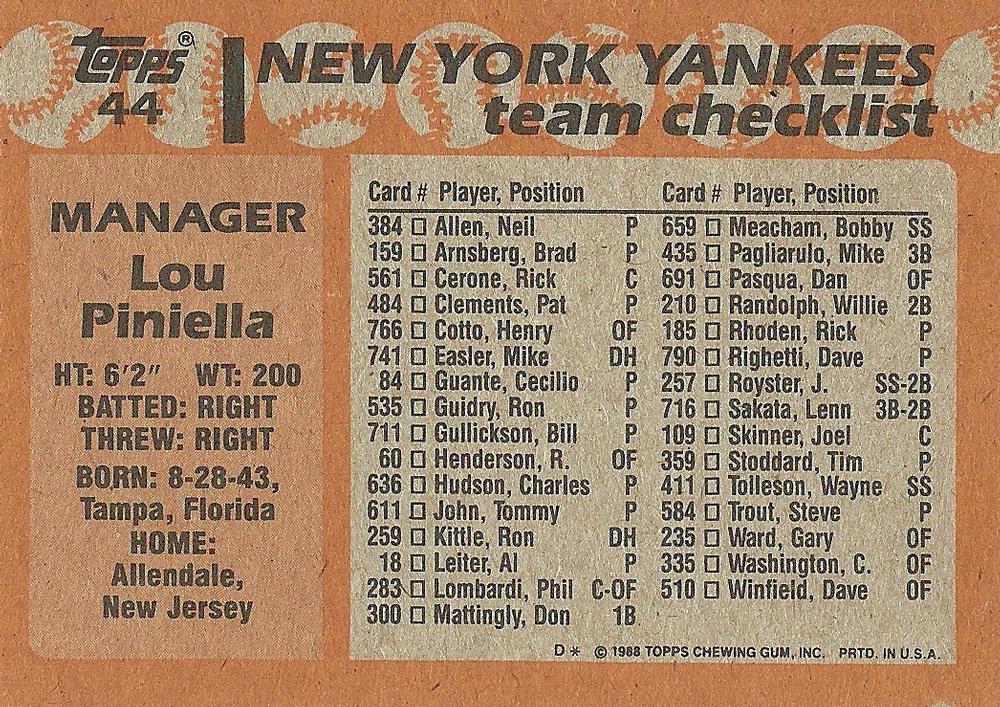 Topps®
44
NEW YORK YANKEES
team checklist
MANAGER
Lou
Piniella
HT: 6'2" WT: 200
BATTED: RIGHT
THREW: RIGHT
BORN: 8-28-43,
Tampa, Florida
HOME:
Allendale,
New Jersey
Card # Player, Position
384 ☐ Allen, Neil P
159 ☐ Arnsberg, Brad P
561 ☐ Cerone, Rick C
484 ☐ Clements, Pat P
766 ☐ Cotto, Henry OF
741 ☐ Easler, Mike DH
84 ☐ Guante, Cecilio P
535 ☐ Guidry, Ron P
711 ☐ Gullickson, Bill P
60 ☐ Henderson, R. OF
636 ☐ Hudson, Charles P
611 ☐ John, Tommy P
259 ☐ Kittle, Ron DH
18 ☐ Leiter, Al P
283 ☐ Lombardi, Phil C-OF
300 ☐ Mattingly, Don 1B
Card # Player, Position
659 ☐ Meacham, Bobby SS
435 ☐ Pagliarulo, Mike 3B
691 ☐ Pasqua, Dan OF
210 ☐ Randolph, Willie 2B
185 ☐ Rhoden, Rick P
790 ☐ Righetti, Dave P
257 ☐ Royster, J. SS-2B
716 ☐ Sakata, Lenn 3B-2B
109 ☐ Skinner, Joel C
359 ☐ Stoddard, Tim P
411 ☐ Tolleson, Wayne SS
584 ☐ Trout, Steve P
235 ☐ Ward, Gary OF
335 ☐ Washington, C. OF
510 ☐ Winfield, Dave OF
D* © 1988 TOPPS CHEWING GUM, INC. PRTD. IN U.S.A.